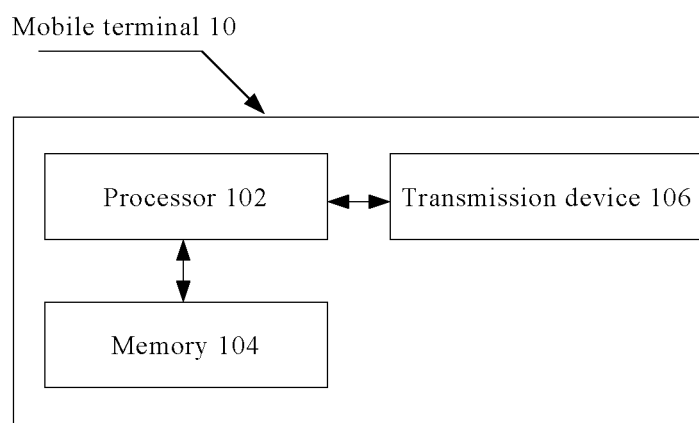 Mobile terminal 10
Processor 102
Transmission device 106
Memory 104